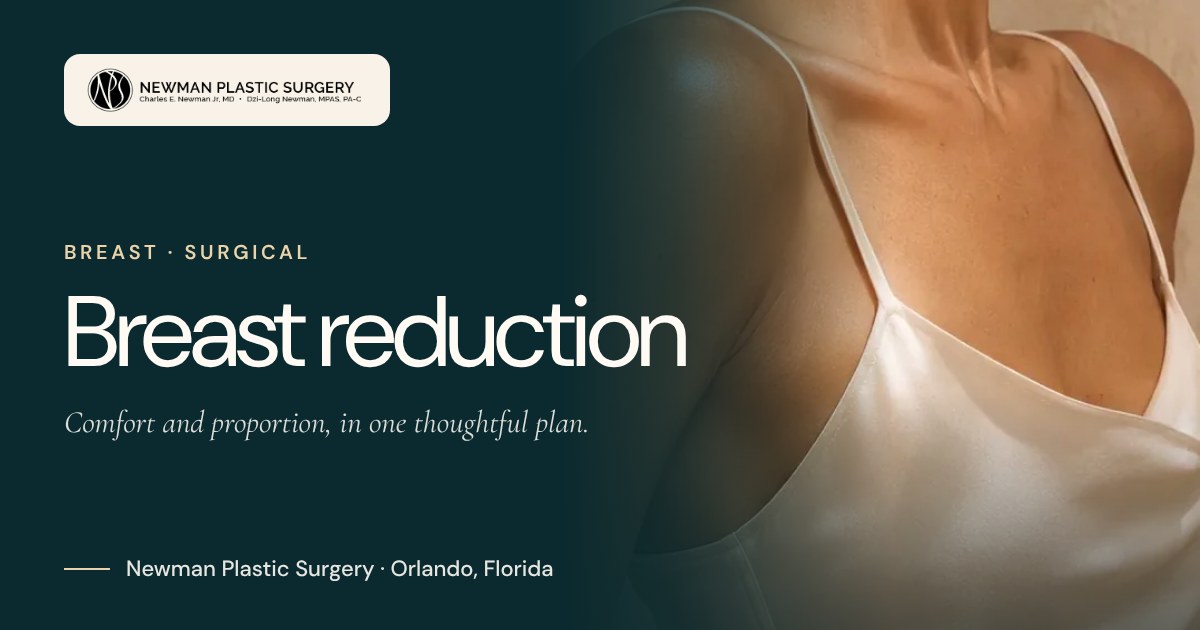 NPS
NEWMAN PLASTIC SURGERY
Charles E. Newman Jr, MD • Dzi-Long Newman, MPAS, PA-C
BREAST · SURGICAL
Breast reduction
Comfort and proportion, in one thoughtful plan.
Newman Plastic Surgery · Orlando, Florida